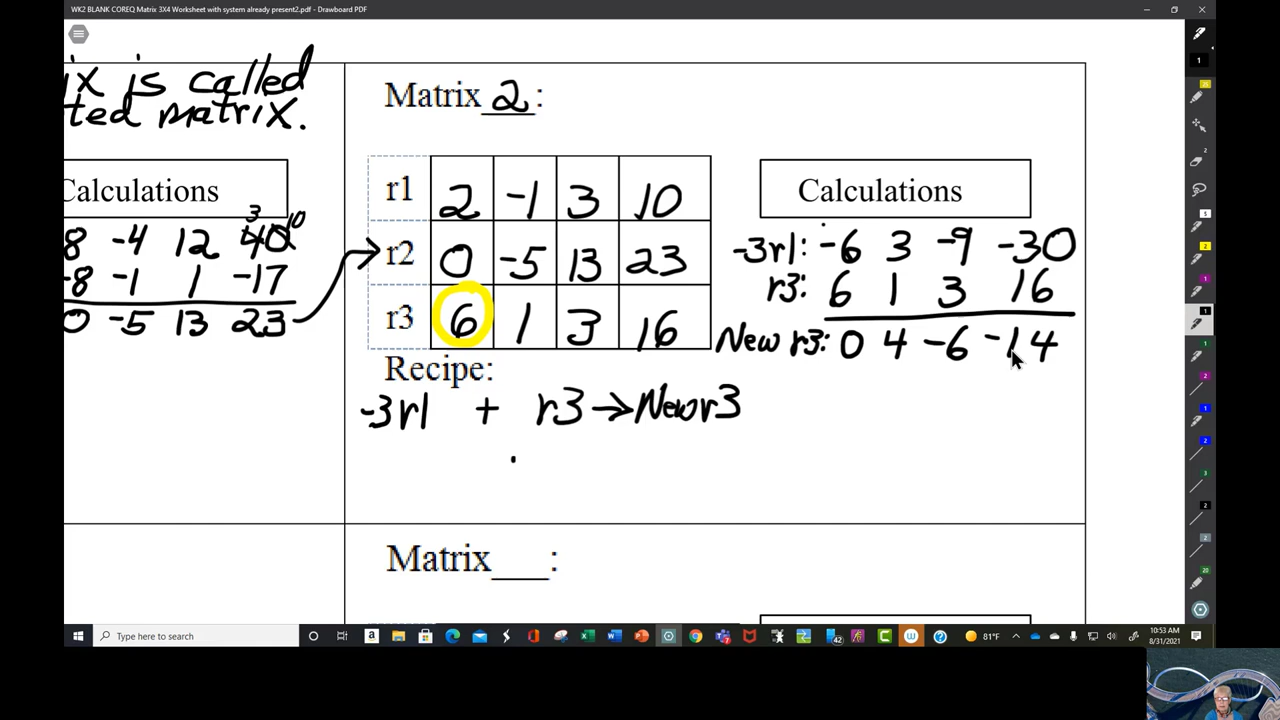 WK2 BLANK COREQ Matrix 3X4 Worksheet with system already present2.pdf - Drawboard PDF
ix is called
ted matrix.
Calculations
3 10
8 -4 12 40
-8 -1 1 -17
0 -5 13 23
Matrix 2:
r1 2 -1 3 10
r2 0 -5 13 23
r3 6 1 3 16
Recipe:
-3r1 + r3 → New r3
Calculations
-3r1: -6 3 -9 -30
r3: 6 1 3 16
New r3: 0 4 -6 -14
Matrix___:
Type here to search
81°F
10:53 AM
8/31/2021